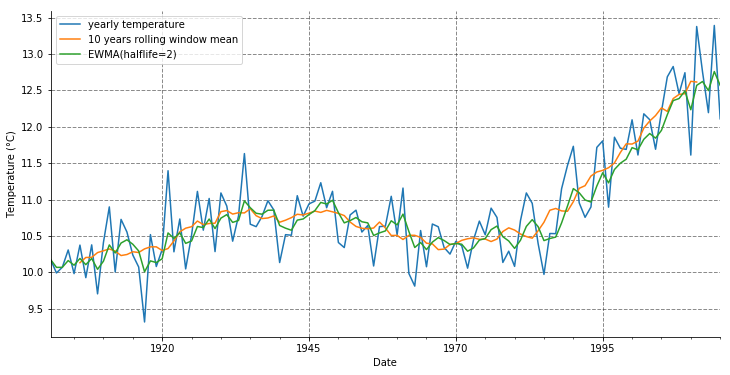 yearly temperature
10 years rolling window mean
EWMA(halflife=2)
13.5
13.0
12.5
12.0
11.5
11.0
10.5
10.0
9.5
Temperature (°C)
1920 1945 1970 1995
Date